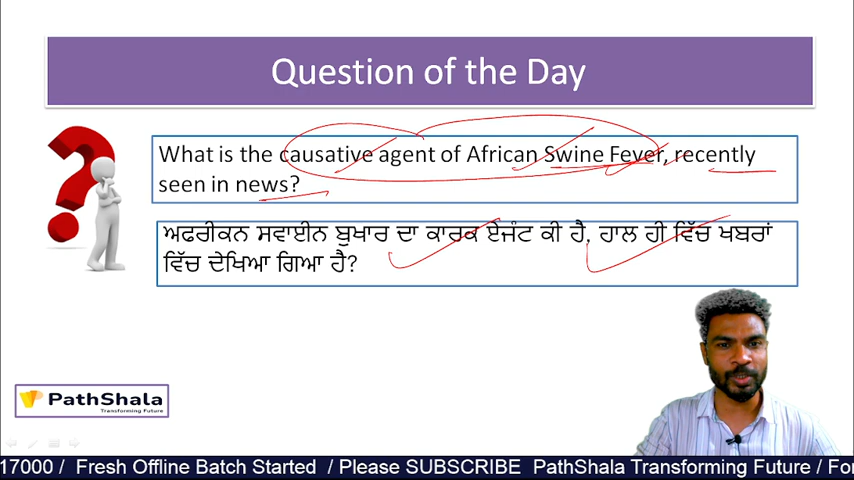 Question of the Day
What is the causative agent of African Swine Fever, recently
seen in news?
ਅਫਰੀਕਨ ਸਵਾਈਨ ਬੁਖਾਰ ਦਾ ਕਾਰਕ ਏਜੰਟ ਕੀ ਹੈ, ਹਾਲ ਹੀ ਵਿੱਚ ਖਬਰਾਂ
ਵਿੱਚ ਦੇਖਿਆ ਗਿਆ ਹੈ?
PathShala
Transforming Future
17000 / Fresh Offline Batch Started / Please SUBSCRIBE PathShala Transforming Future / For